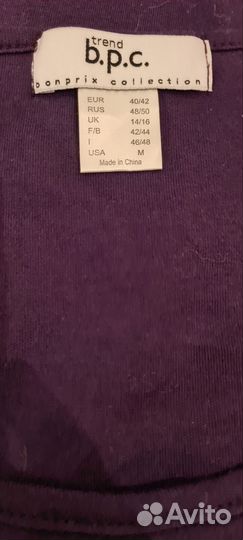 trend
b.p.c.
bonprix collection
EUR 40/42
RUS 48/50
UK 14/16
F/B 42/44
I 46/48
USA M
Made in China
Avito